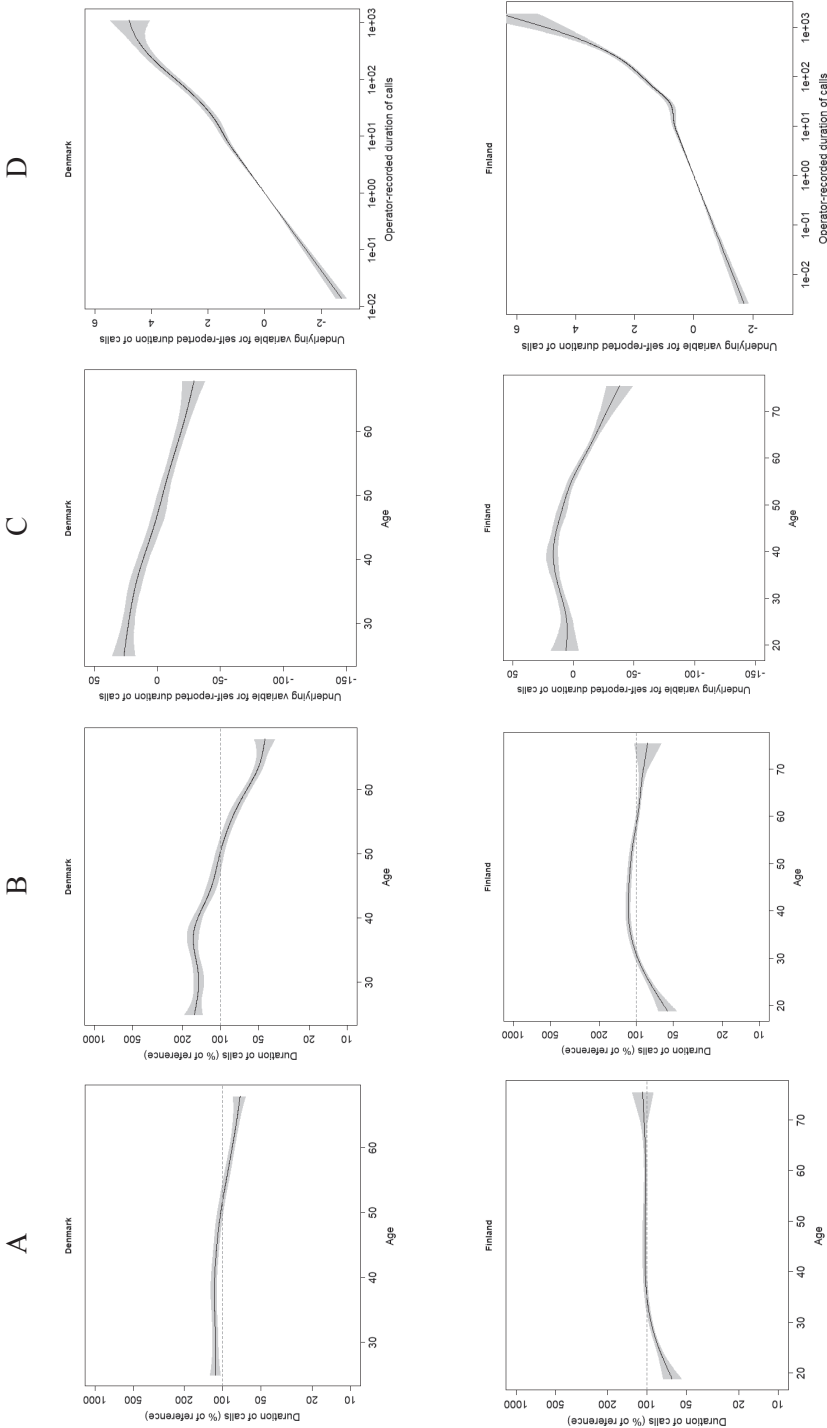 A
B
C
D
Denmark
Duration of calls (% of reference)
1000
500
200
100
50
20
10
30
40
50
60
Age
Denmark
Duration of calls (% of reference)
1000
500
200
100
50
20
10
30
40
50
60
Age
Denmark
Underlying variable for self-reported duration of calls
50
0
-50
-100
-150
30
40
50
60
Age
Denmark
Underlying variable for self-reported duration of calls
6
4
2
0
-2
1e-02
1e-01
1e+00
1e+01
1e+02
1e+03
Operator-recorded duration of calls
Finland
Duration of calls (% of reference)
1000
500
200
100
50
20
10
20
30
40
50
60
70
Age
Finland
Duration of calls (% of reference)
1000
500
200
100
50
20
10
20
30
40
50
60
70
Age
Finland
Underlying variable for self-reported duration of calls
50
0
-50
-100
-150
20
30
40
50
60
70
Age
Finland
Underlying variable for self-reported duration of calls
6
4
2
0
-2
1e-02
1e-01
1e+00
1e+01
1e+02
1e+03
Operator-recorded duration of calls